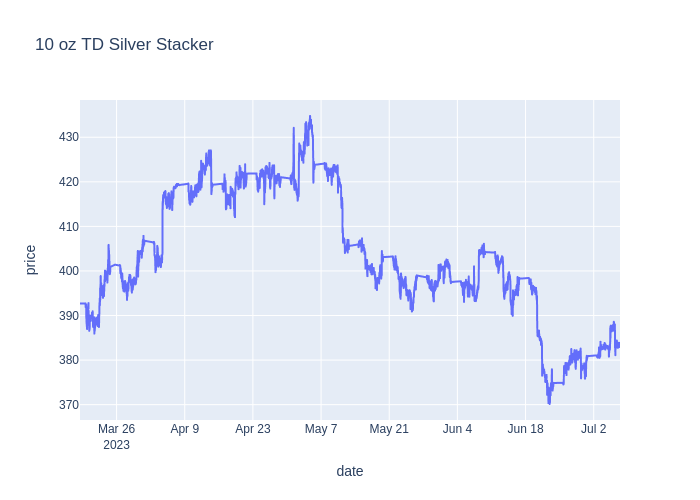 10 oz TD Silver Stacker
430
420
410
400
390
380
370
price
Mar 26
2023
Apr 9
Apr 23
May 7
May 21
Jun 4
Jun 18
Jul 2
date